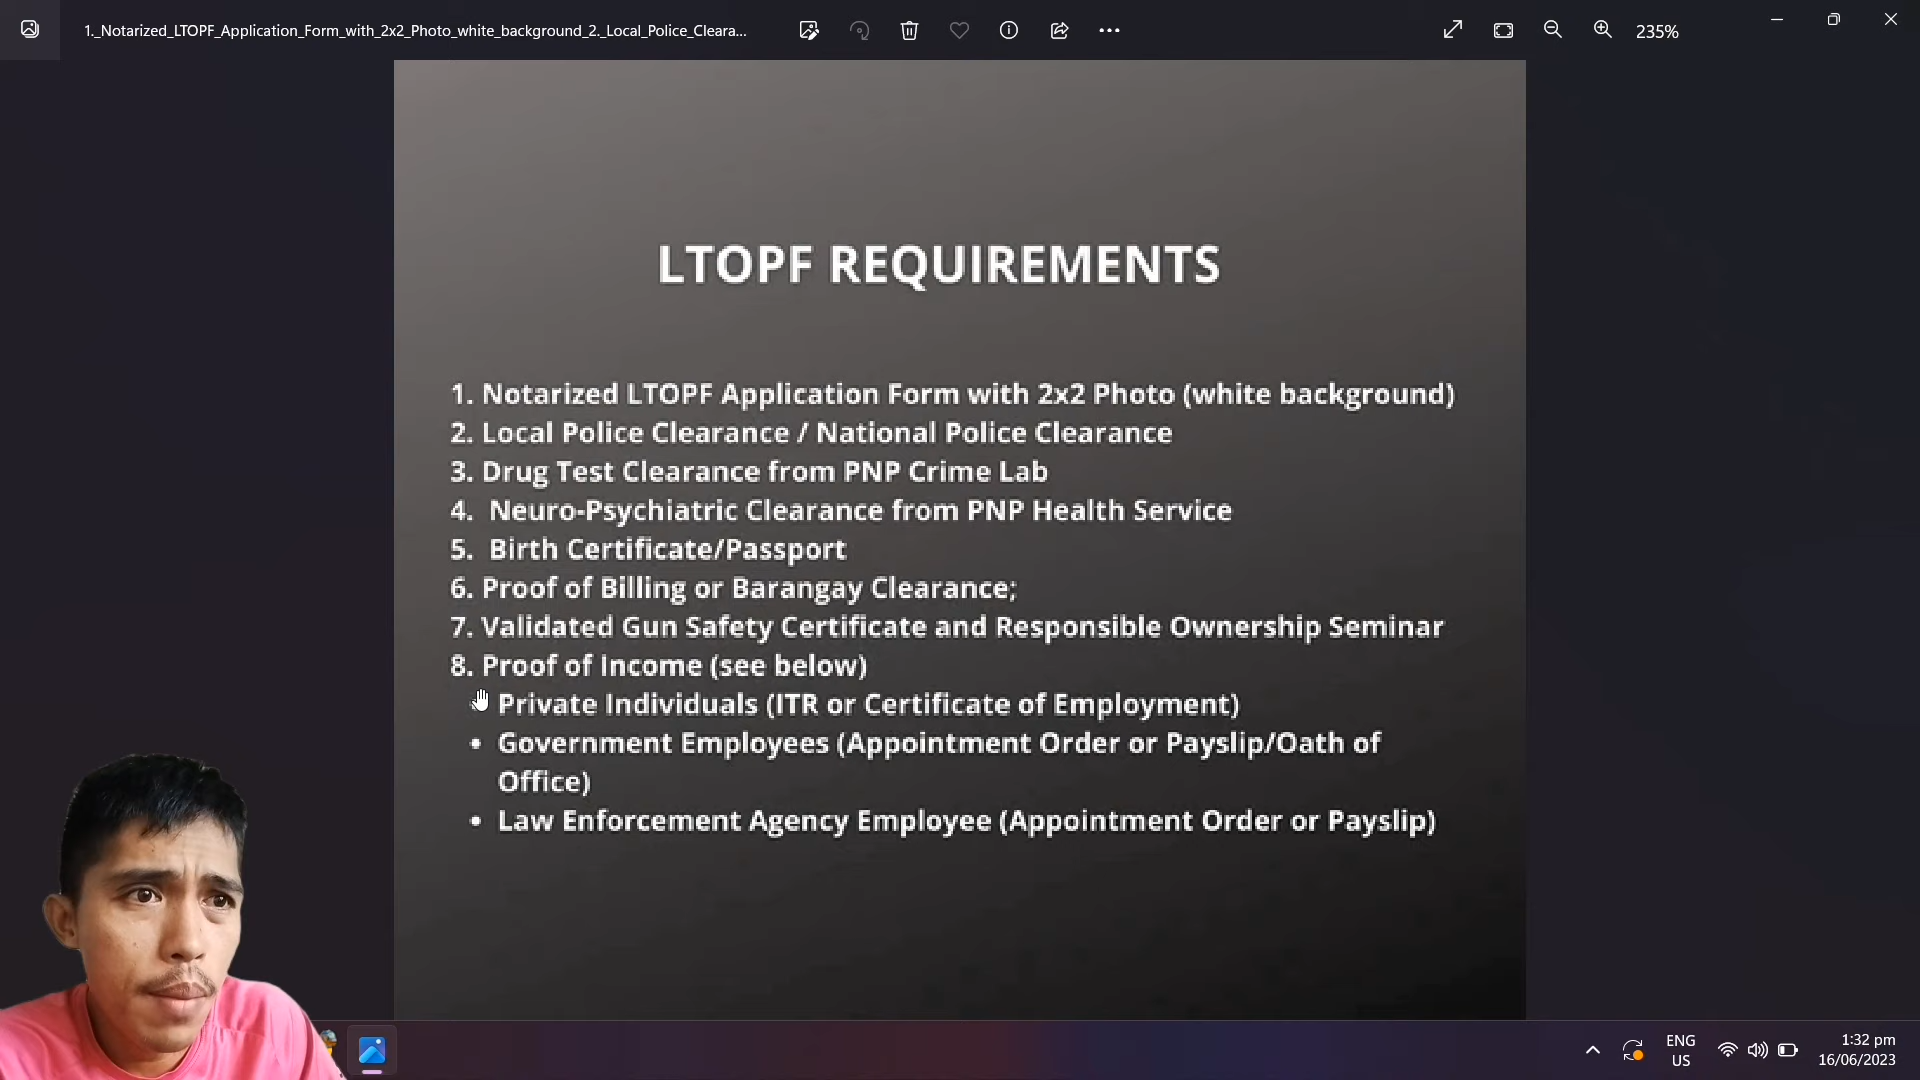 1._Notarized_LTOPF_Application_Form_with_2x2_Photo_white_background_2._Local_Police_Cleara...
235%
LTOPF REQUIREMENTS
1. Notarized LTOPF Application Form with 2x2 Photo (white background)
2. Local Police Clearance / National Police Clearance
3. Drug Test Clearance from PNP Crime Lab
4. Neuro-Psychiatric Clearance from PNP Health Service
5. Birth Certificate/Passport
6. Proof of Billing or Barangay Clearance;
7. Validated Gun Safety Certificate and Responsible Ownership Seminar
8. Proof of Income (see below)
Private Individuals (ITR or Certificate of Employment)
• Government Employees (Appointment Order or Payslip/Oath of
Office)
• Law Enforcement Agency Employee (Appointment Order or Payslip)
ENG
US
1:32 pm
16/06/2023